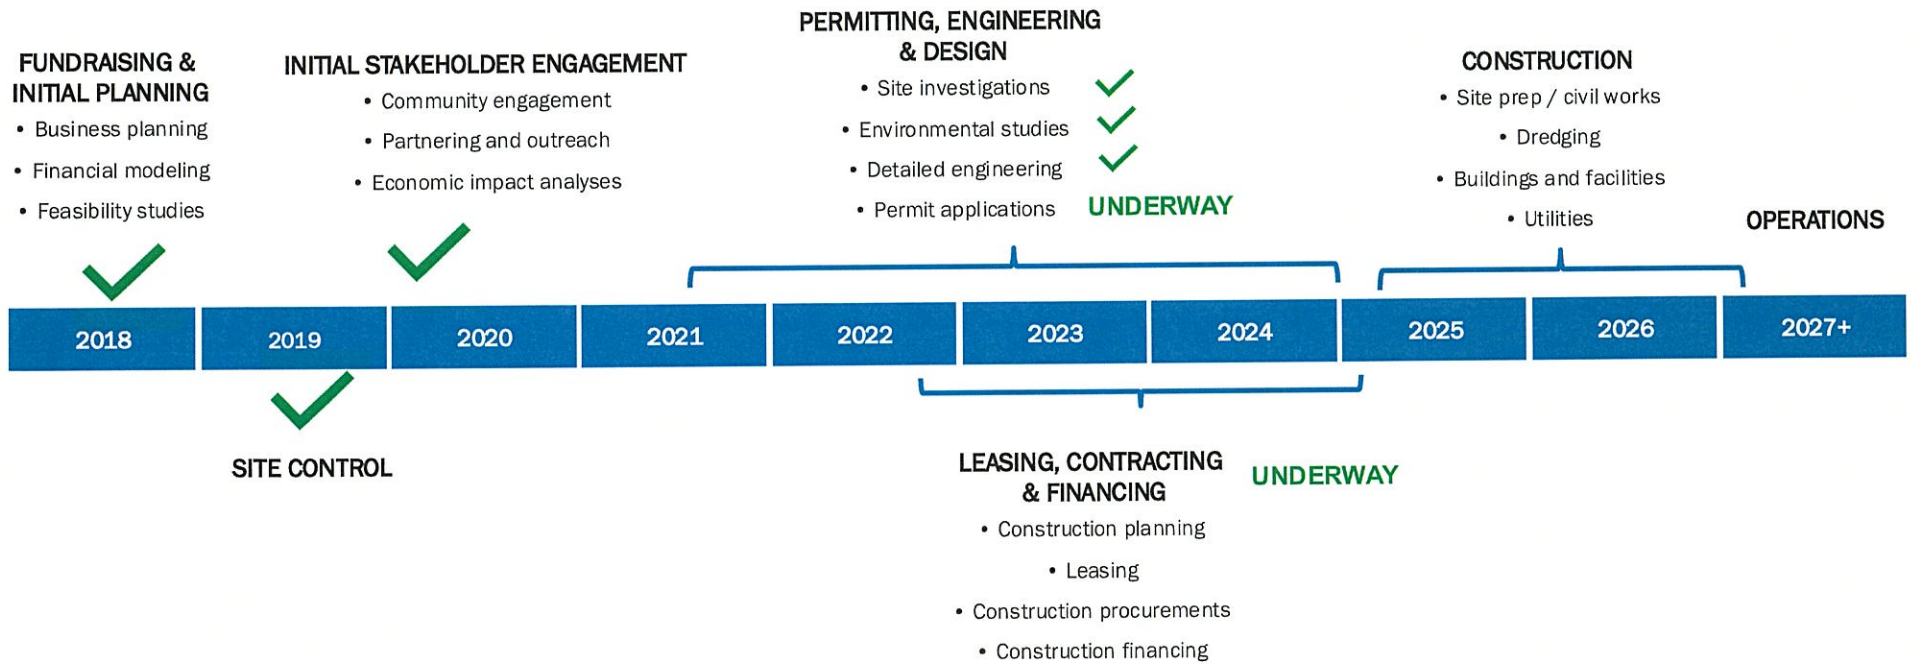 FUNDRAISING &
INITIAL PLANNING
• Business planning
• Financial modeling
• Feasibility studies
INITIAL STAKEHOLDER ENGAGEMENT
• Community engagement
• Partnering and outreach
• Economic impact analyses
PERMITTING, ENGINEERING
& DESIGN
• Site investigations
• Environmental studies
• Detailed engineering
• Permit applications UNDERWAY
CONSTRUCTION
• Site prep / civil works
• Dredging
• Buildings and facilities
• Utilities
OPERATIONS
2018 2019 2020 2021 2022 2023 2024 2025 2026 2027+
SITE CONTROL
LEASING, CONTRACTING
& FINANCING
UNDERWAY
• Construction planning
• Leasing
• Construction procurements
• Construction financing